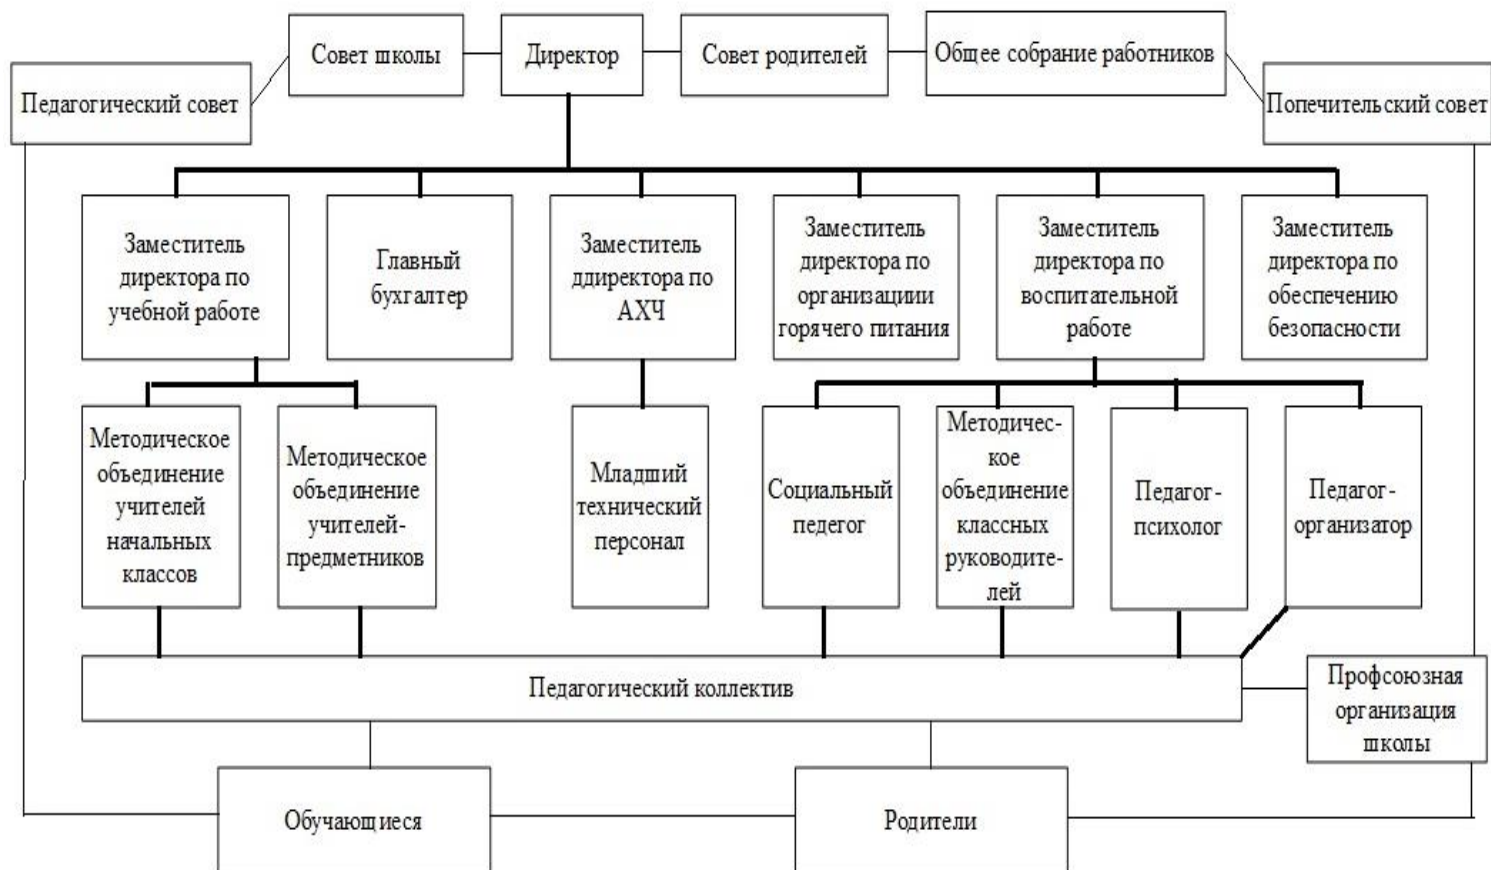 Совет школы
Директор
Совет родителей
Общее собрание работников
Педагогический совет
Попечительский совет
Заместитель
директора по
учебной работе
Главный
бухгалтер
Заместитель
ддиректора по
АХЧ
Заместитель
директора по
организациии
горячего питания
Заместитель
директора по
воспитательной
работе
Заместитель
директора по
обеспечению
безопасности
Методическое
объединение
учителей
начальных
классов
Методическое
объединение
учителей-
предметников
Младший
технический
персонал
Социальный
педегог
Методичес-
кое
объединение
классных
руководите-
лей
Педагог-
психолог
Педагог-
организатор
Педагогический коллектив
Профсоюзная
организация
школы
Обучающиеся
Родители